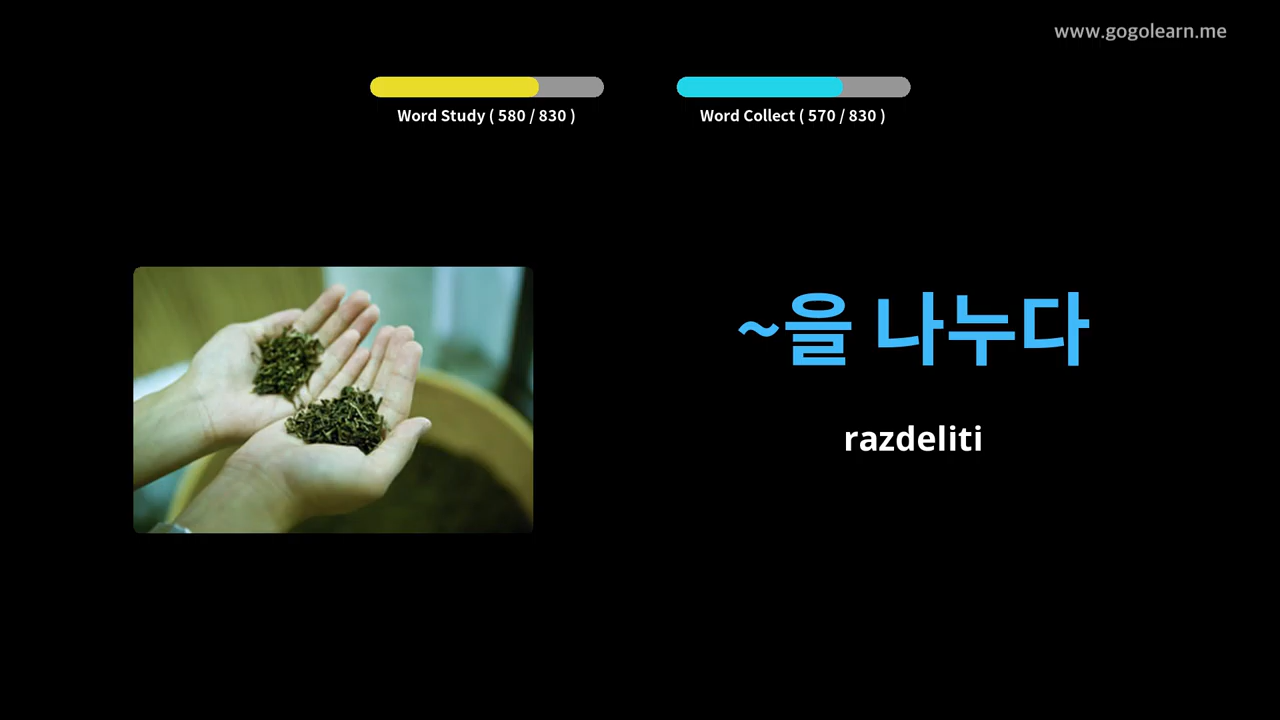 www.gogolearn.me
Word Study ( 580 / 830 )
Word Collect ( 570 / 830 )
~을 나누다
razdeliti